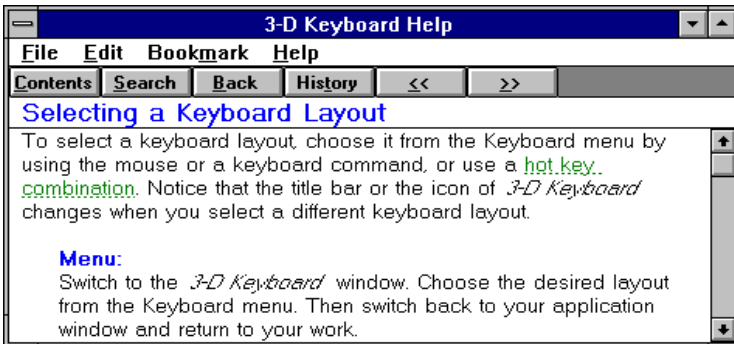 3-D Keyboard Help
File Edit Bookmark Help
Contents Search Back History << >>
Selecting a Keyboard Layout
To select a keyboard layout, choose it from the Keyboard menu by
using the mouse or a keyboard command, or use a hot key
combination. Notice that the title bar or the icon of 3-D Keyboard
changes when you select a different keyboard layout.
Menu:
Switch to the 3-D Keyboard window. Choose the desired layout
from the Keyboard menu. Then switch back to your application
window and return to your work.